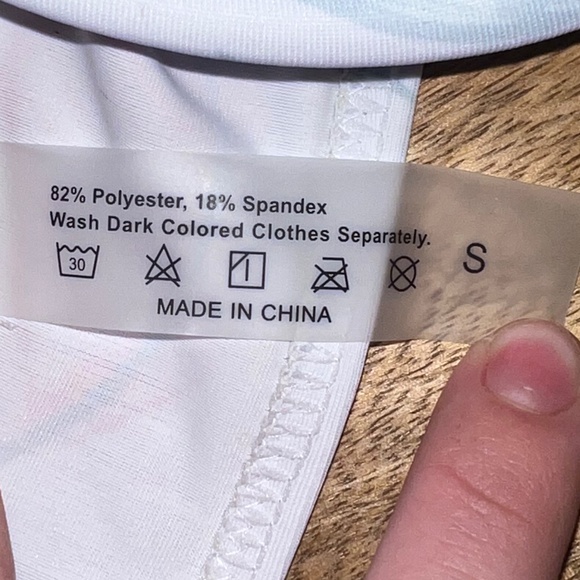 82% Polyester, 18% Spandex
Wash Dark Colored Clothes Separately.
30
S
MADE IN CHINA